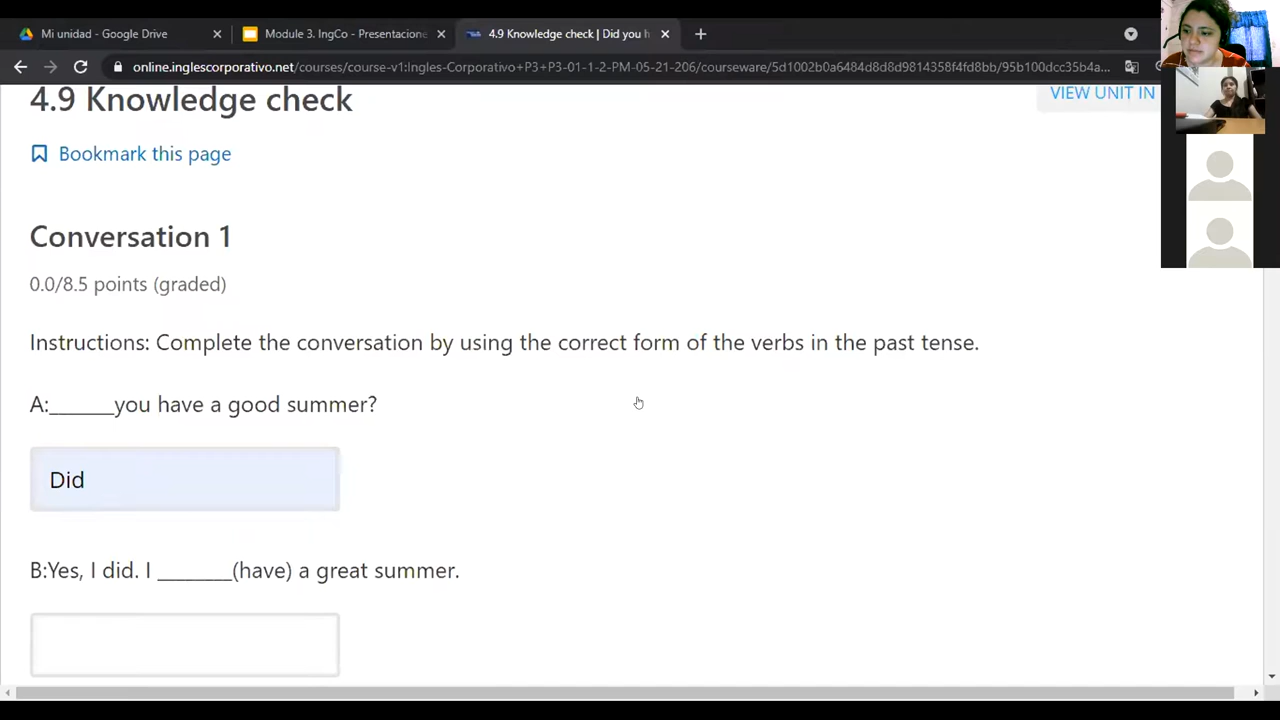 Mi unidad - Google Drive
Module 3. IngCo - Presentacione
4.9 Knowledge check | Did you h
online.inglescorporativo.net/courses/course-v1:Ingles-Corporativo+P3-P3-01-1-2-PM-05-21-206/courseware/5d1002b0a6484d8d8d9814358f4fd8bb/95b100dcc35b4a...
4.9 Knowledge check
VIEW UNIT IN
Bookmark this page
Conversation 1
0.0/8.5 points (graded)
Instructions: Complete the conversation by using the correct form of the verbs in the past tense.
A:______you have a good summer?
Did
B:Yes, I did. I _______(have) a great summer.